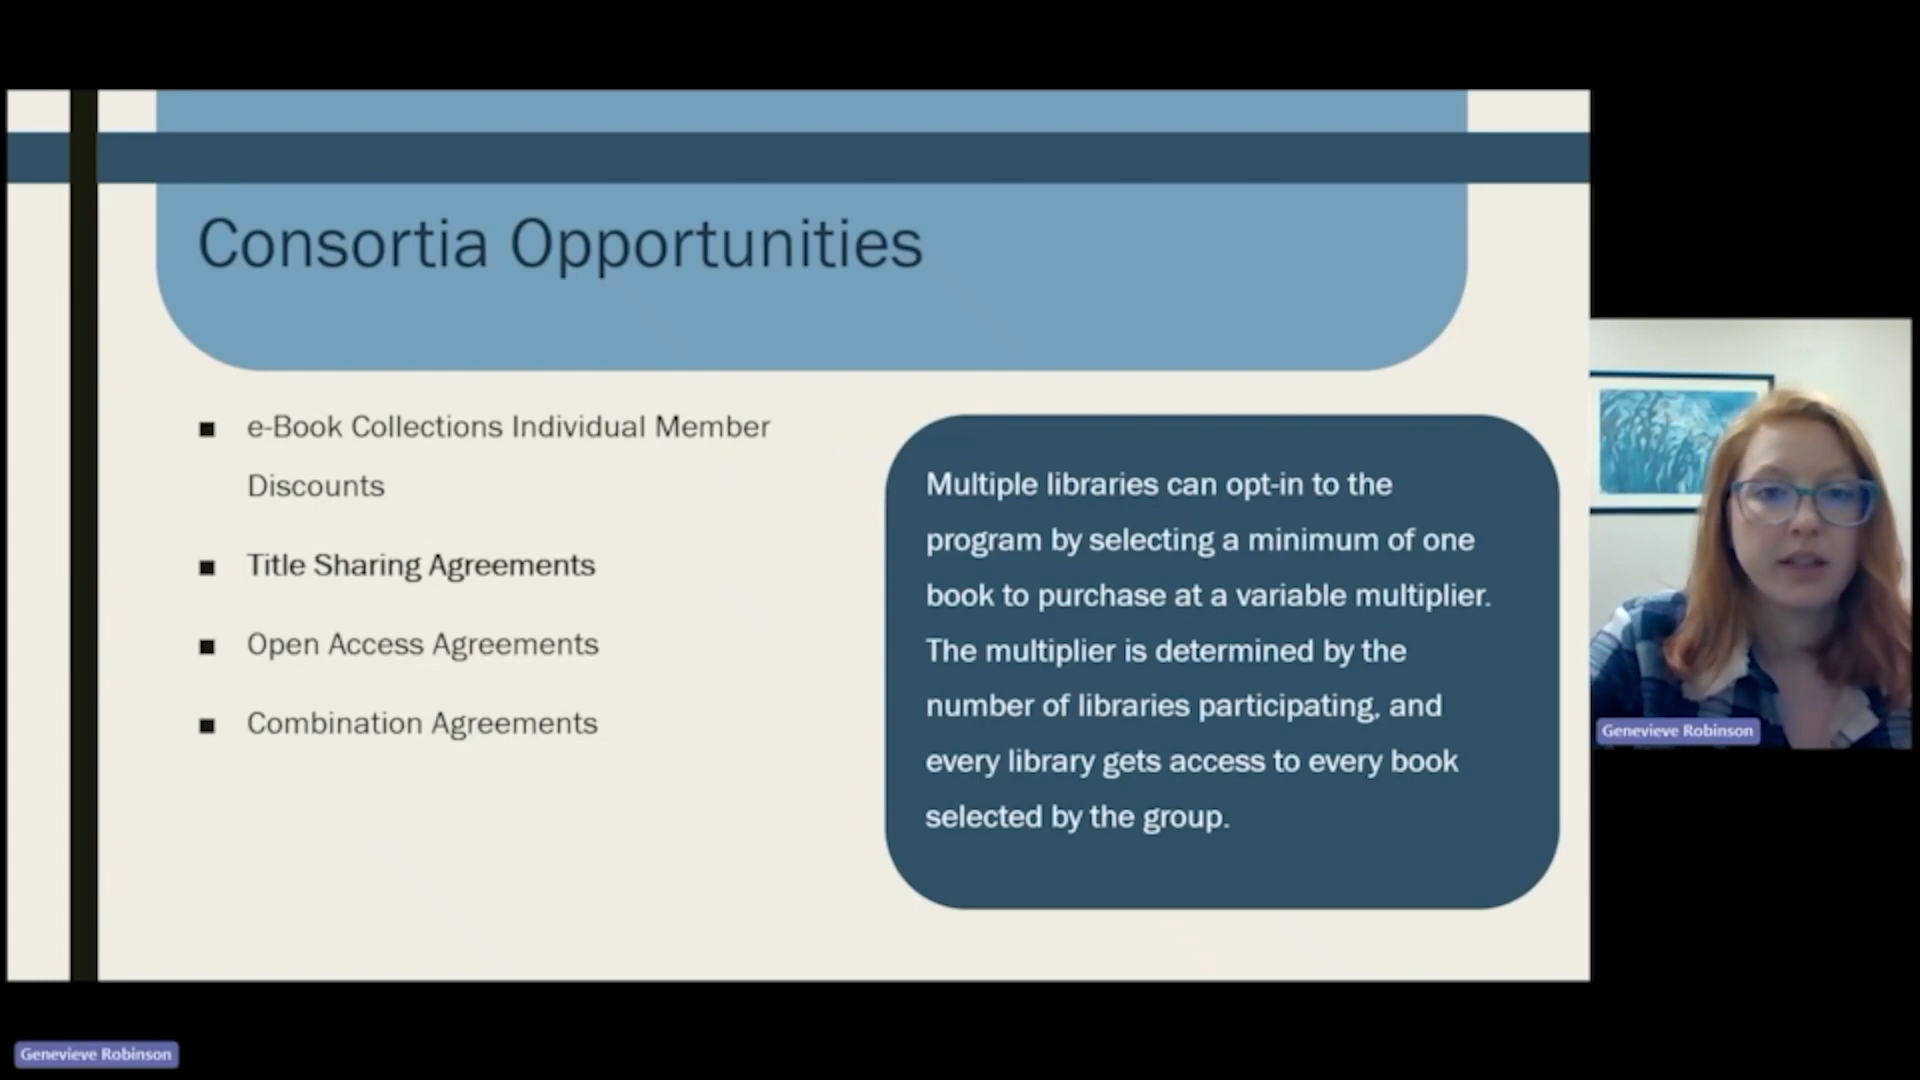 Consortia Opportunities
e-Book Collections Individual Member
Discounts
Title Sharing Agreements
Open Access Agreements
Combination Agreements
Multiple libraries can opt-in to the
program by selecting a minimum of one
book to purchase at a variable multiplier.
The multiplier is determined by the
number of libraries participating, and
every library gets access to every book
selected by the group.
Genevieve Robinson
Genevieve Robinson